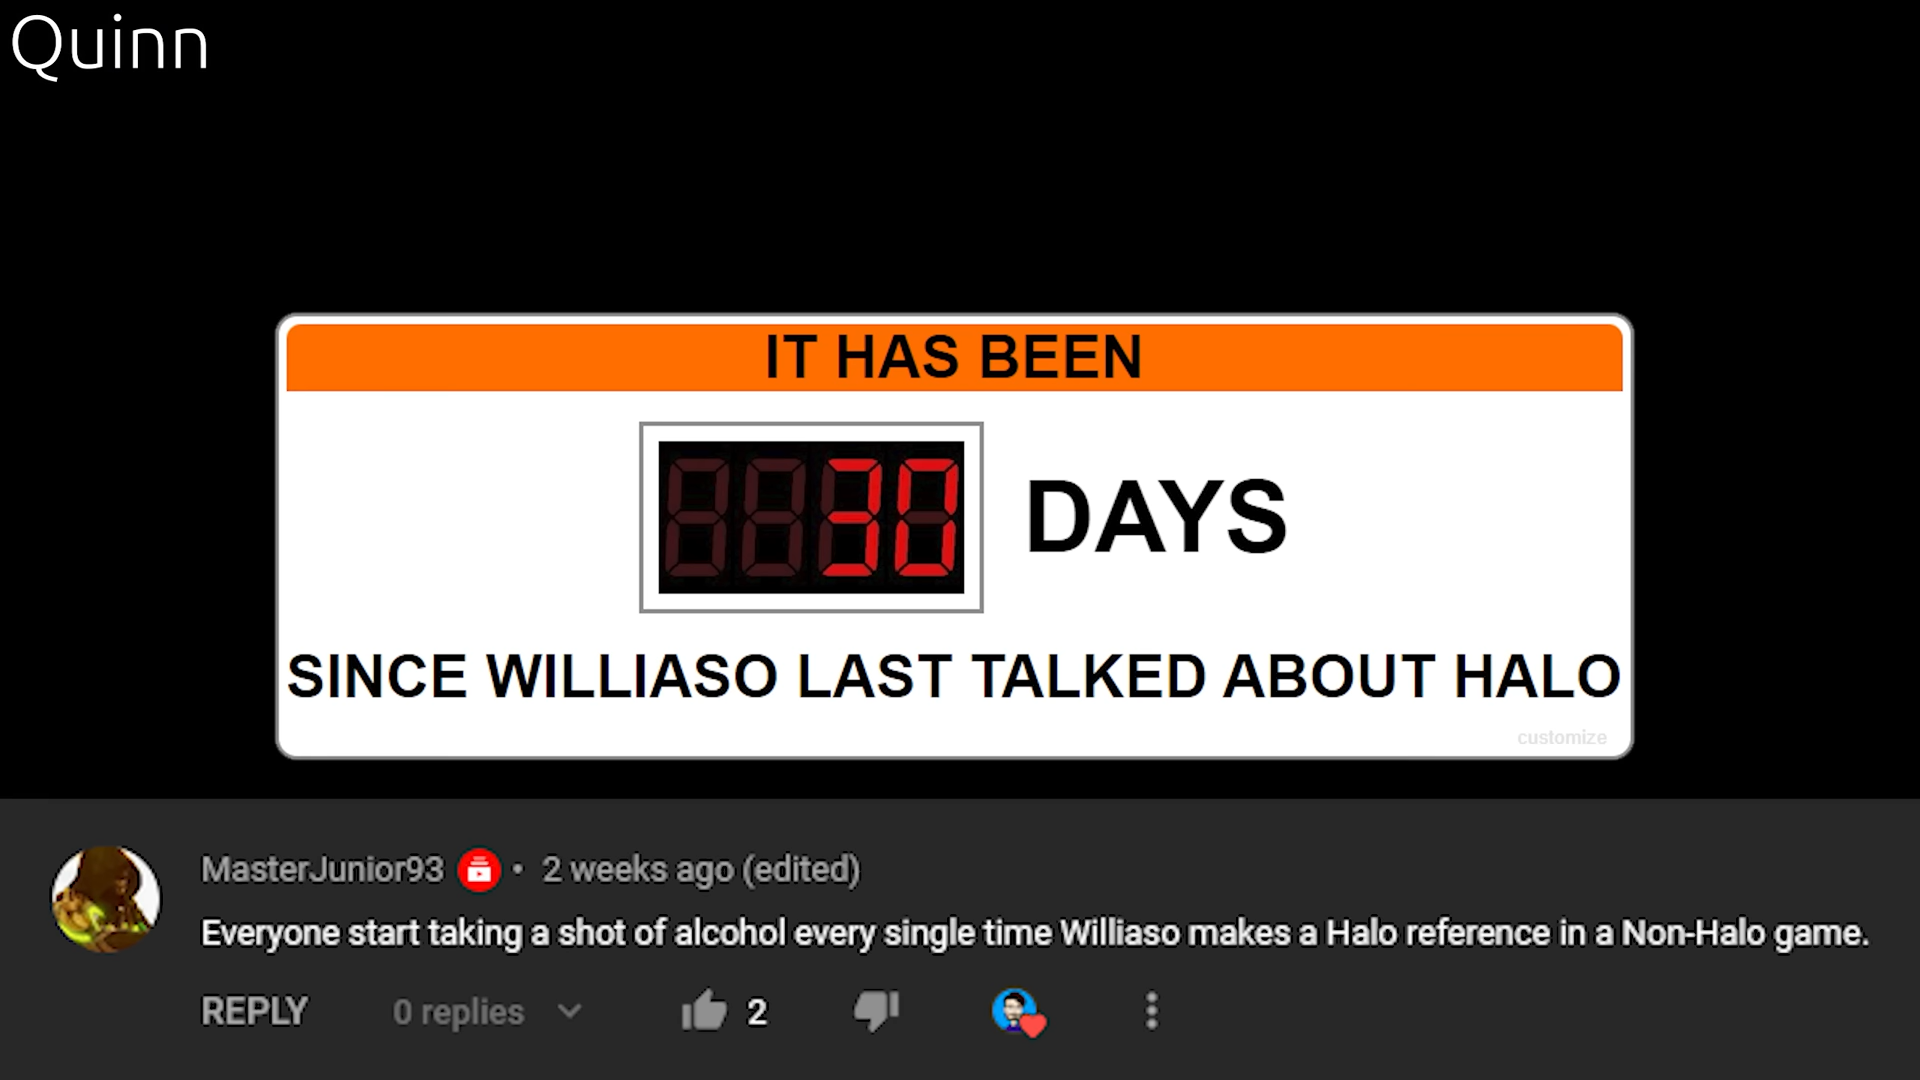 Quinn
IT HAS BEEN
30 DAYS
SINCE WILLIASO LAST TALKED ABOUT HALO
customize
MasterJunior93 • 2 weeks ago (edited)
Everyone start taking a shot of alcohol every single time Williaso makes a Halo reference in a Non-Halo game.
REPLY 0 replies 2